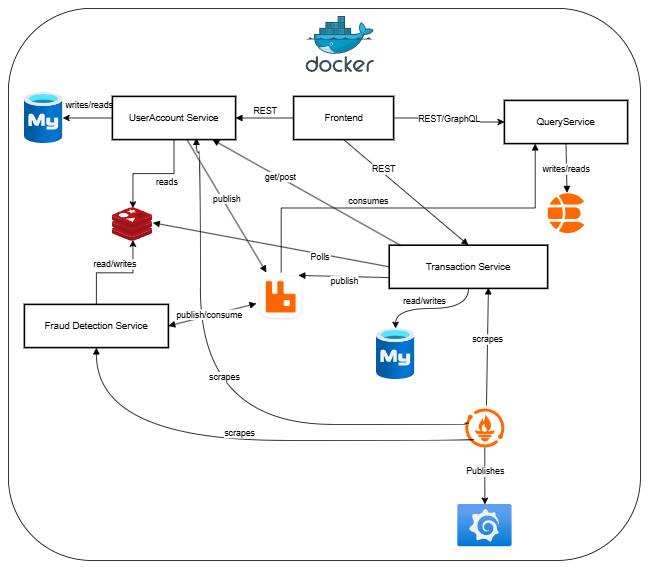 docker
writes/reads
My
UserAccount Service
REST
Frontend
REST/GraphQL
QueryService
publish
get/post
REST
reads
writes/reads
consumes
Polls
read/writes
publish
Transaction Service
publish/consume
read/writes
Fraud Detection Service
My
scrapes
scrapes
scrapes
Publishes